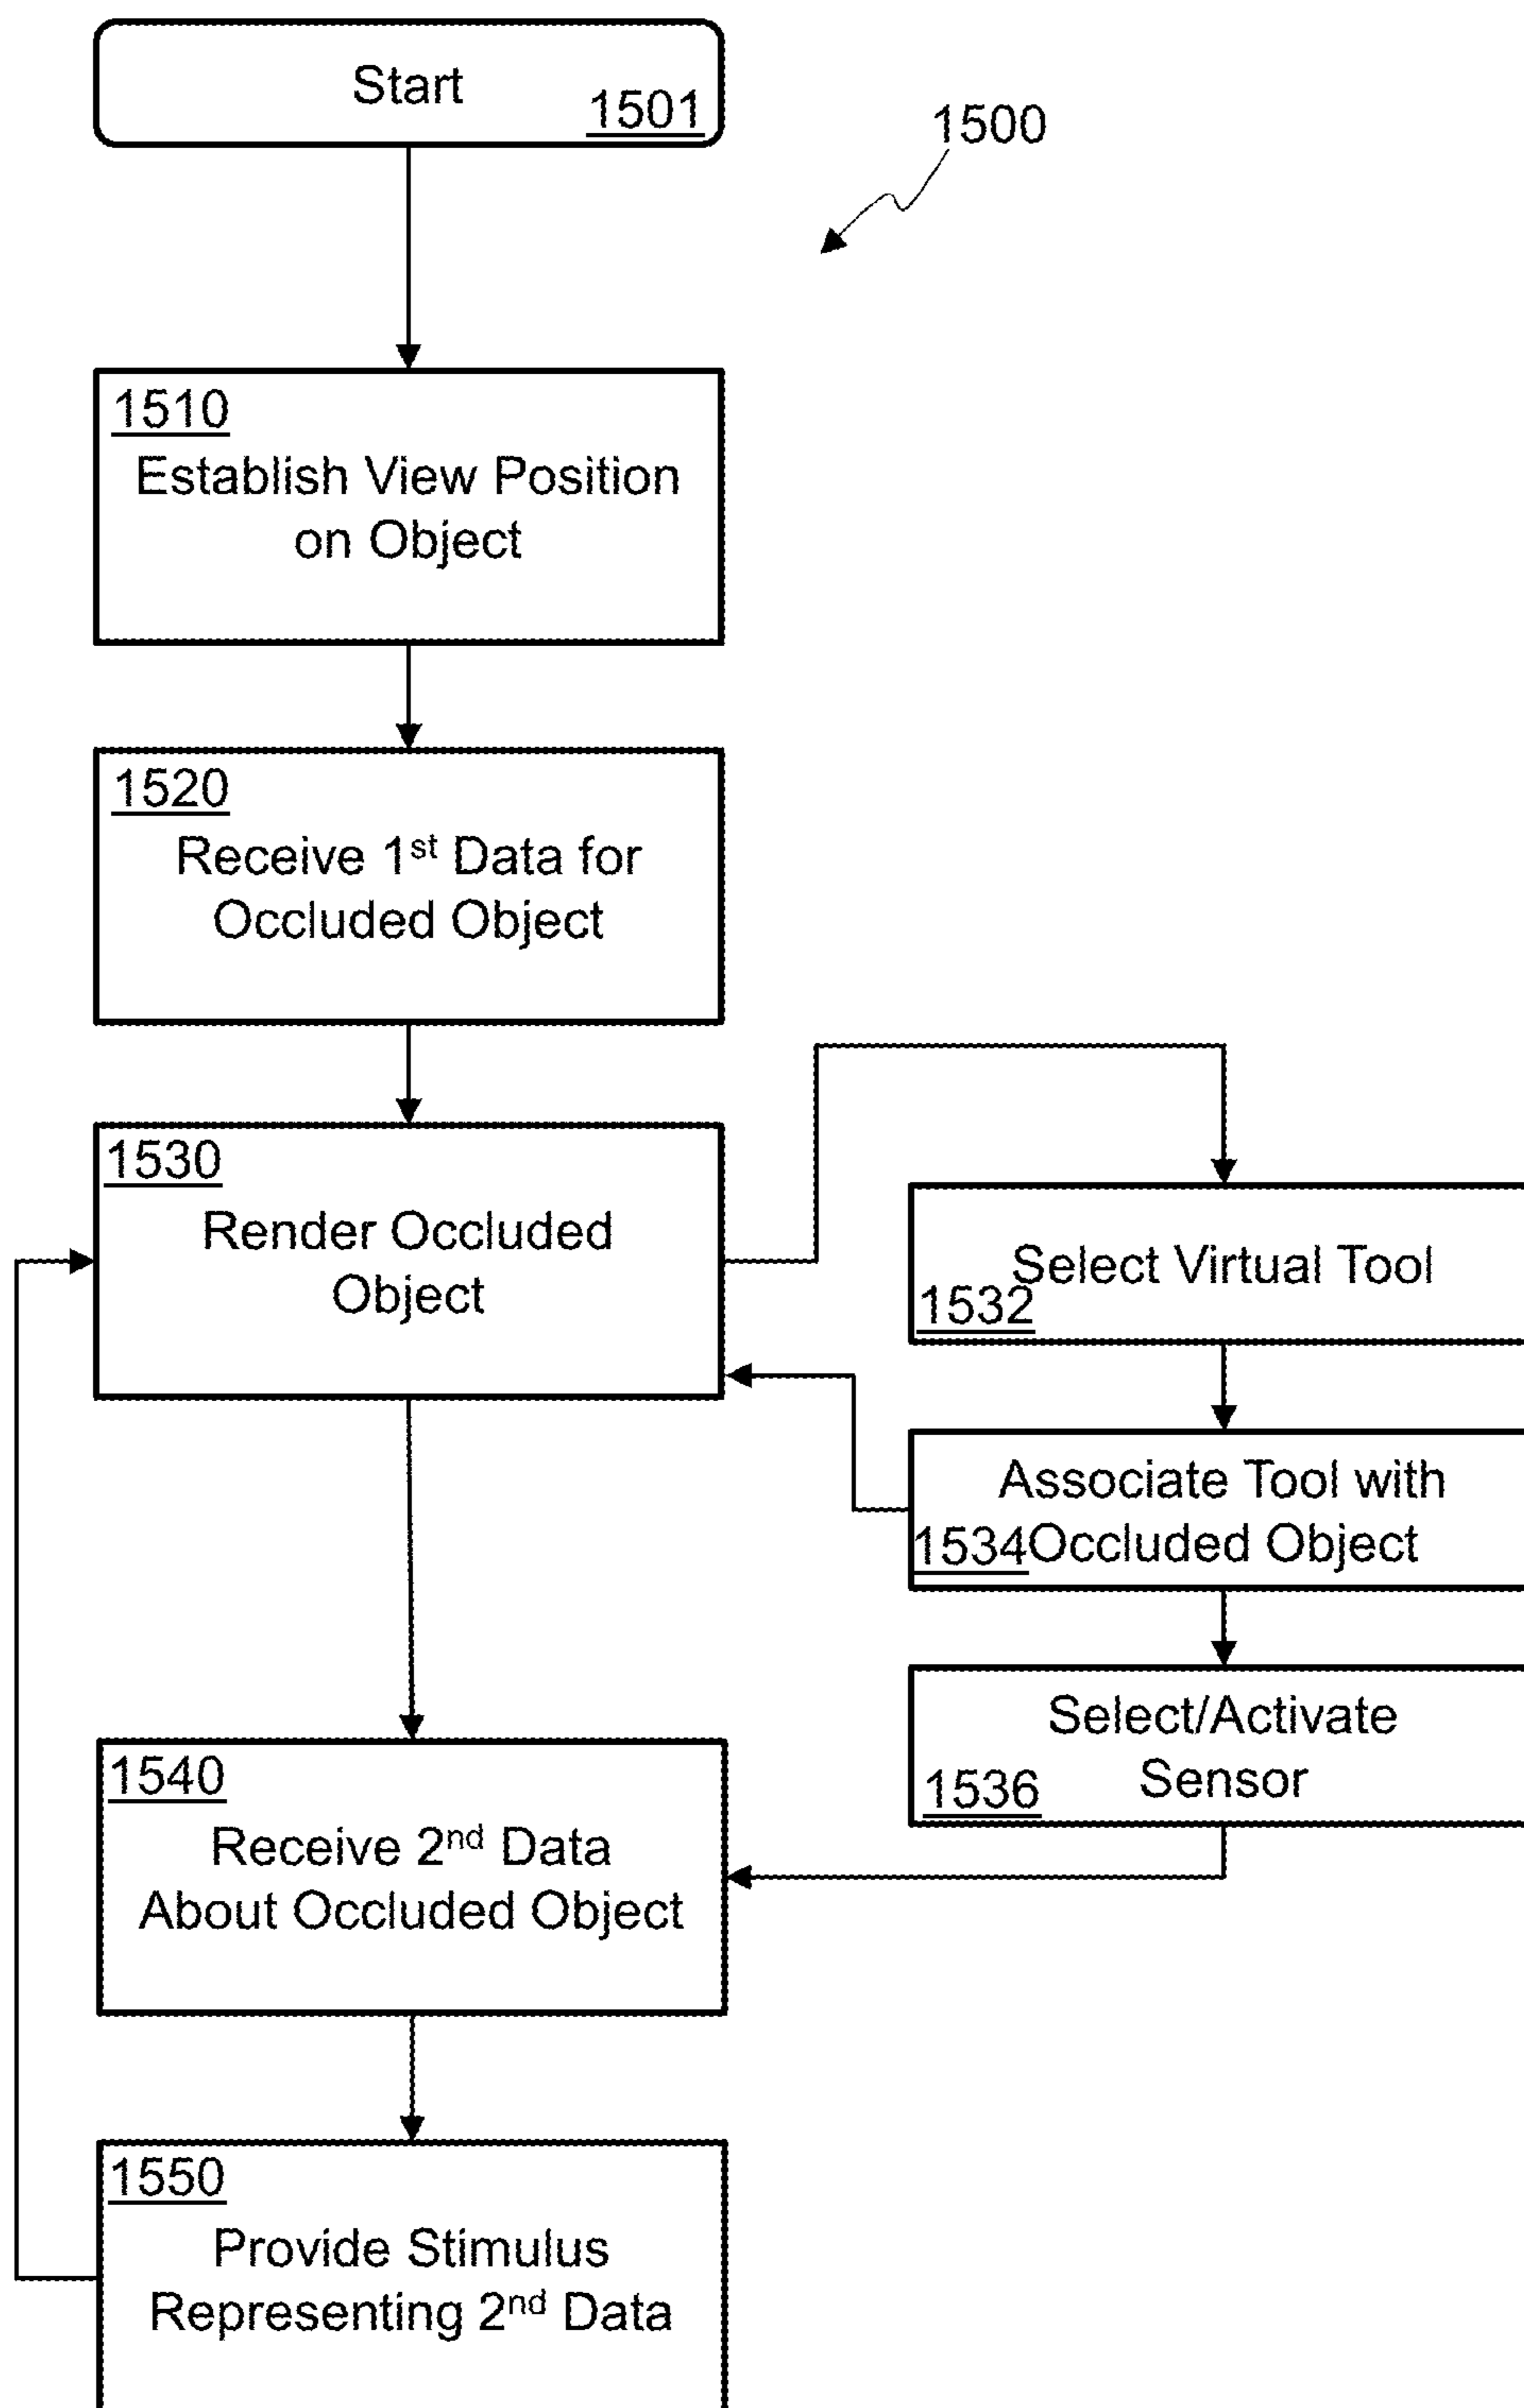 Start
1501
1500
1510
Establish View Position
on Object
1520
Receive 1st Data for
Occluded Object
1530
Render Occluded
Object
Select Virtual Tool
1532
Associate Tool with
1534 Occluded Object
Select/Activate
Sensor
1536
1540
Receive 2nd Data
About Occluded Object
1550
Provide Stimulus
Representing 2nd Data